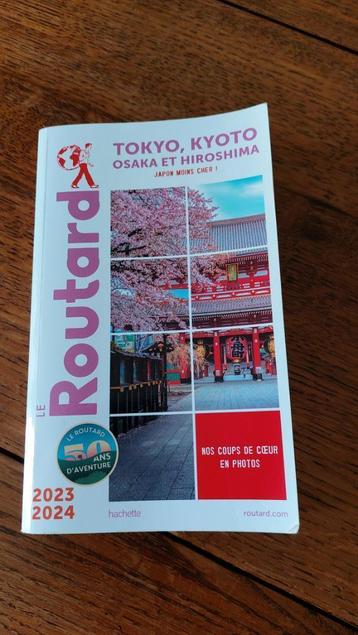 TOKYO, KYOTO
OSAKA ET HIROSHIMA
JAPON MOINS CHER !
LE
Routard
LE ROUTARD
50
ANS
D'AVENTURE
NOS COUPS DE CŒUR
EN PHOTOS
2023
2024
hachette
routard.com